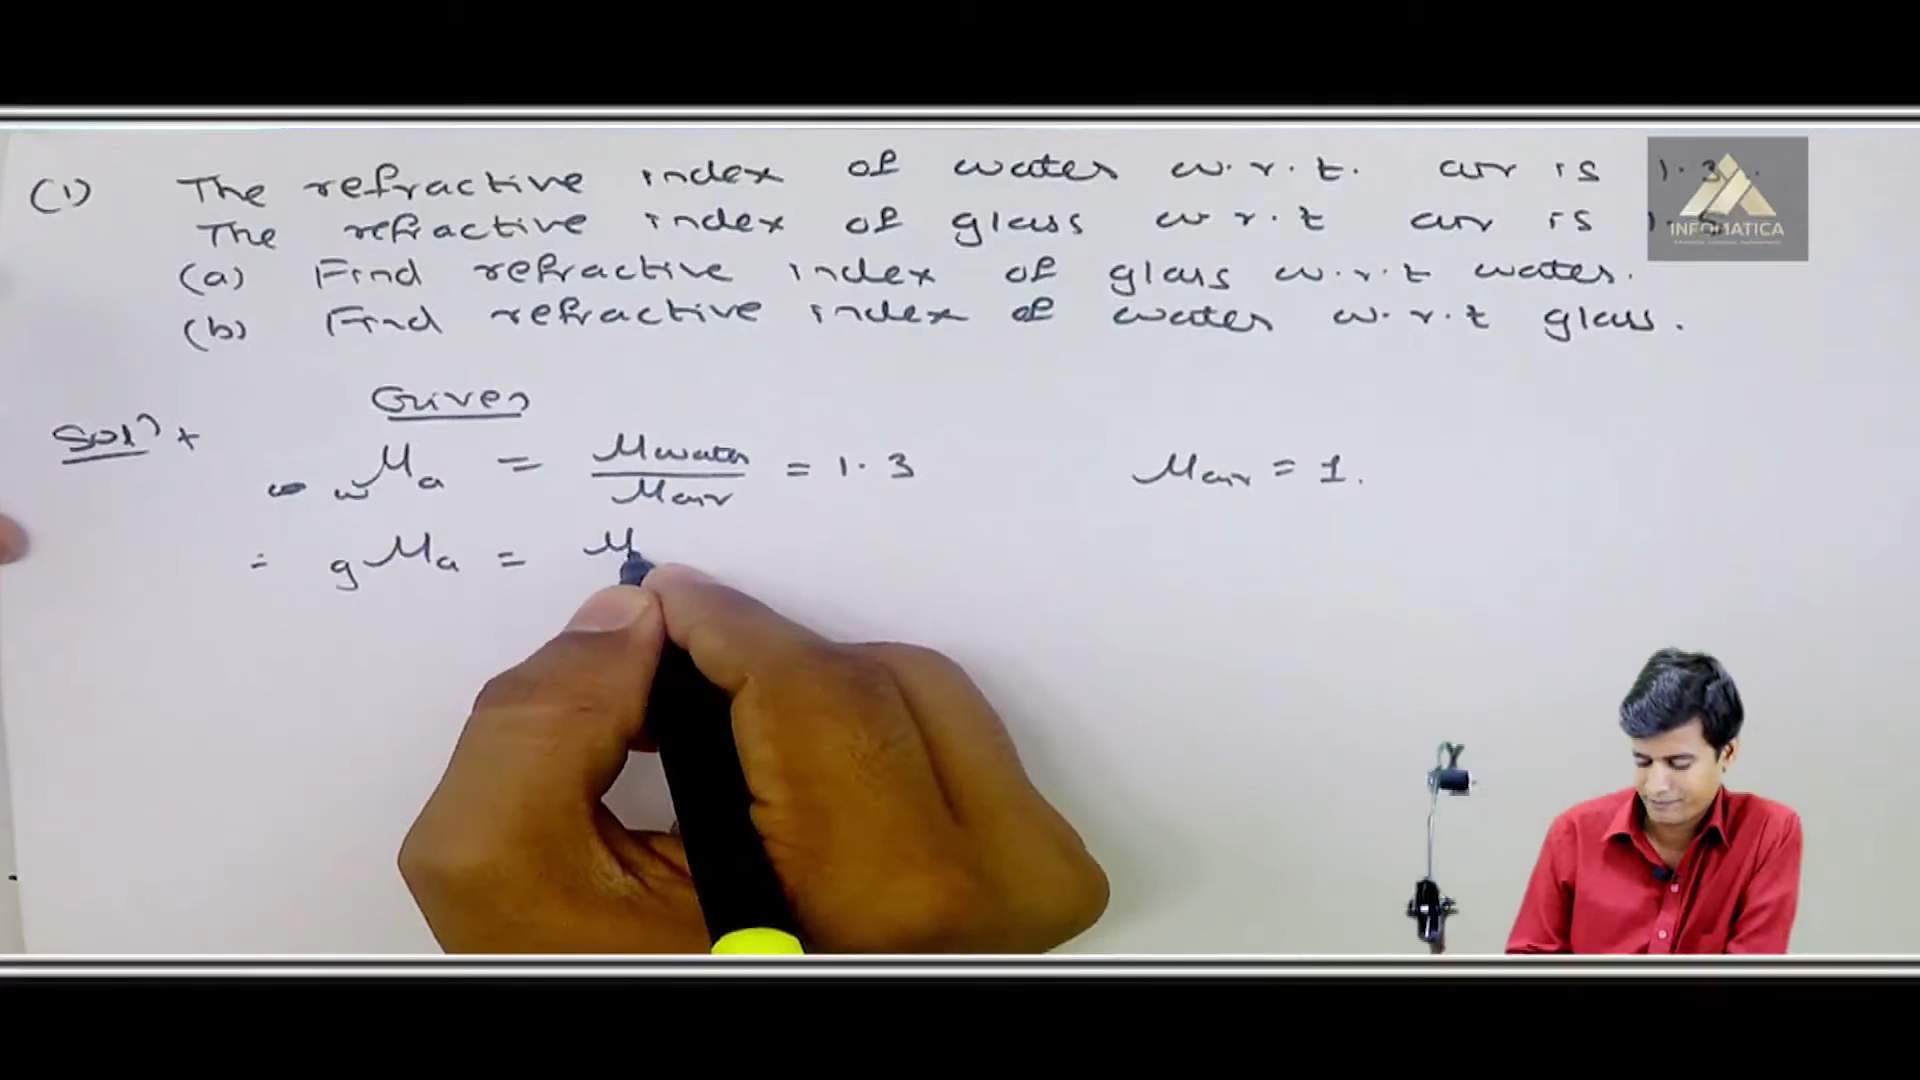 (1) The refractive index of water w.r.t. air is 1.3.
The refractive index of glass w r.t air is 1.5
(a) Find refractive index of glass w.r.t water.
(b) Find refractive index of water w.r.t glass.
INFOMATICA
Given
Solⁿ
wμa = μwater / μair = 1.3 μair = 1.
gμa = μ